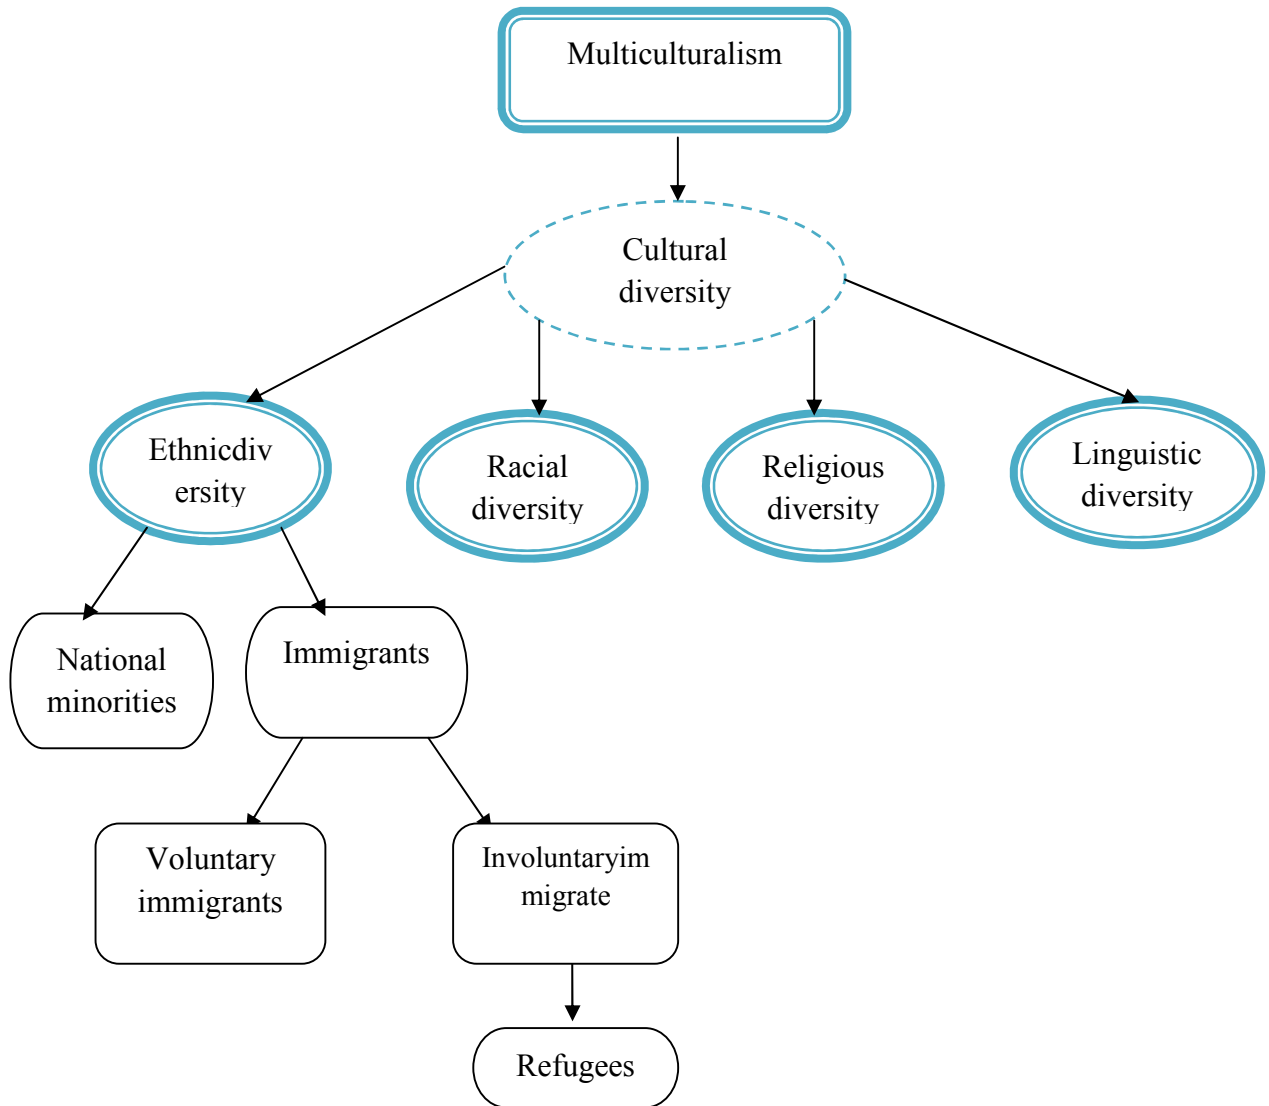 Multiculturalism
Cultural
diversity
Ethnicdiv
ersity
Racial
diversity
Religious
diversity
Linguistic
diversity
National
minorities
Immigrants
Voluntary
immigrants
Involuntaryim
migrate
Refugees